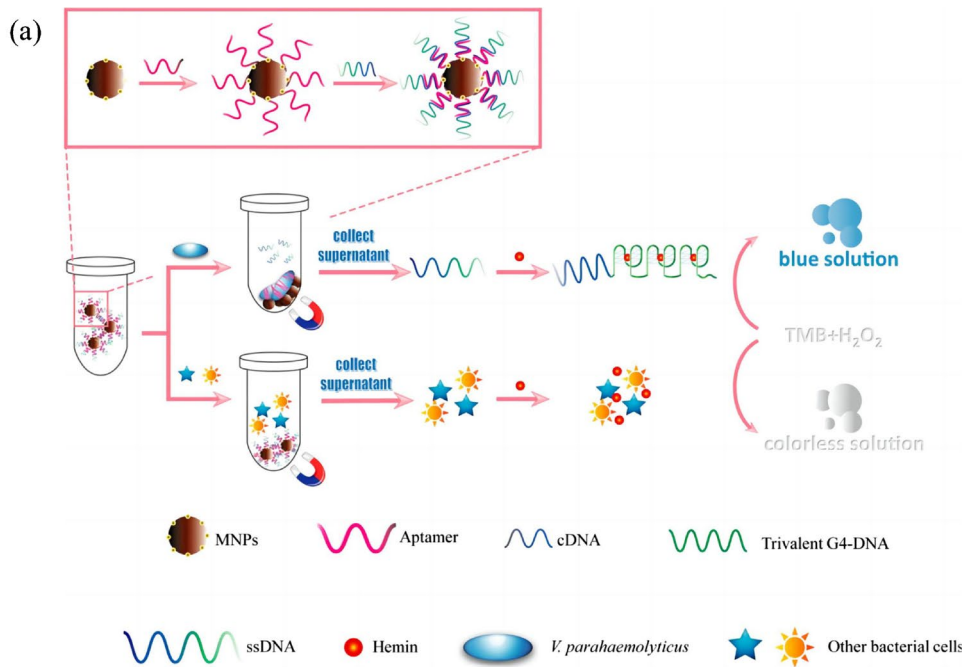 (a)
collect
supernatant
blue solution
TMB+H₂O₂
collect
supernatant
colorless solution
MNPs
Aptamer
cDNA
Trivalent G4-DNA
ssDNA
Hemin
V. parahaemolyticus
Other bacterial cells